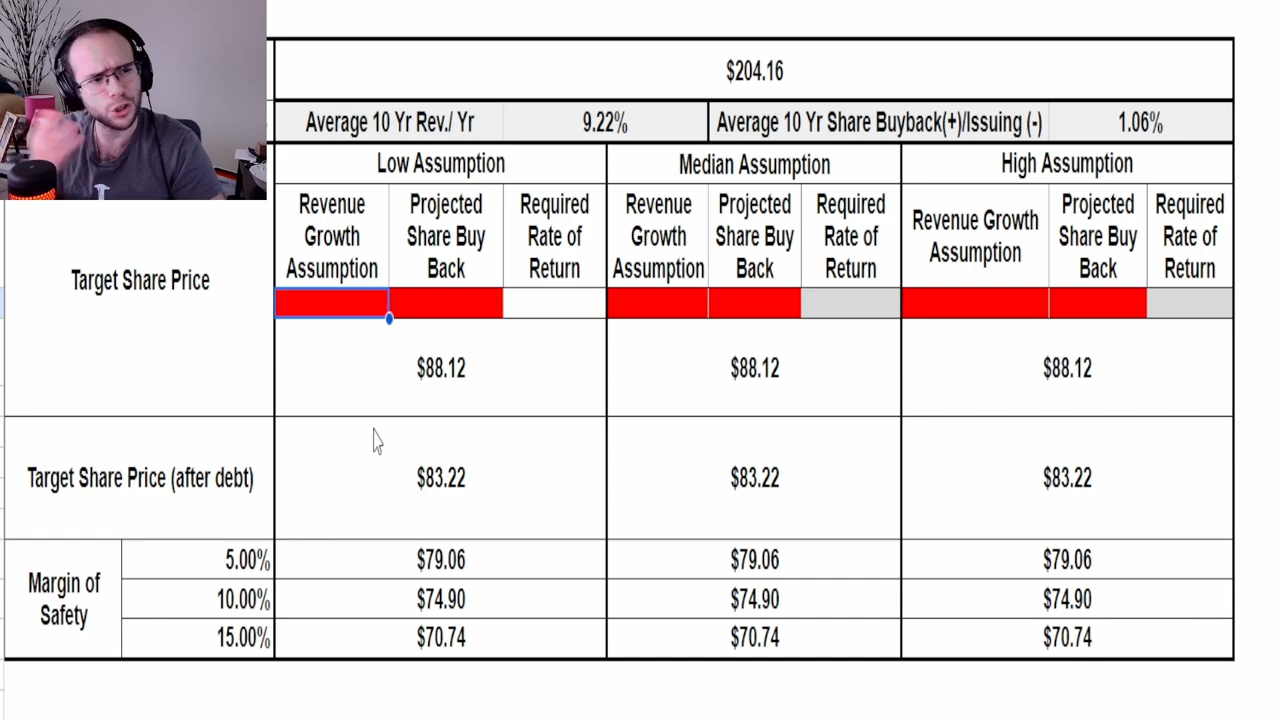 $204.16
Average 10 Yr Rev./ Yr 9.22% Average 10 Yr Share Buyback(+)/Issuing (-) 1.06%
Low Assumption Median Assumption High Assumption
Target Share Price
Revenue
Growth
Assumption
Projected
Share Buy
Back
Required
Rate of
Return
Revenue
Growth
Assumption
Projected
Share Buy
Back
Required
Rate of
Return
Revenue Growth
Assumption
Projected
Share Buy
Back
Required
Rate of
Return
$88.12 $88.12 $88.12
Target Share Price (after debt) $83.22 $83.22 $83.22
Margin of
Safety
5.00% $79.06 $79.06 $79.06
10.00% $74.90 $74.90 $74.90
15.00% $70.74 $70.74 $70.74